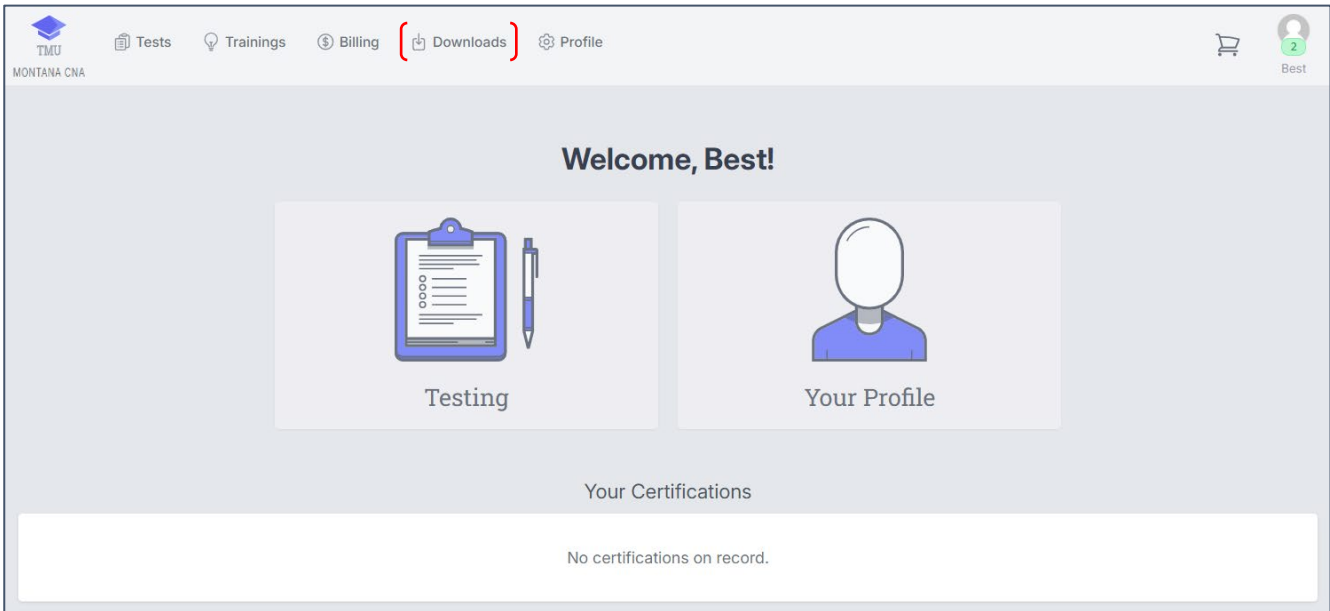 TMU
MONTANA CNA
Tests Trainings Billing Downloads Profile
2
Best
Welcome, Best!
Testing
Your Profile
Your Certifications
No certifications on record.